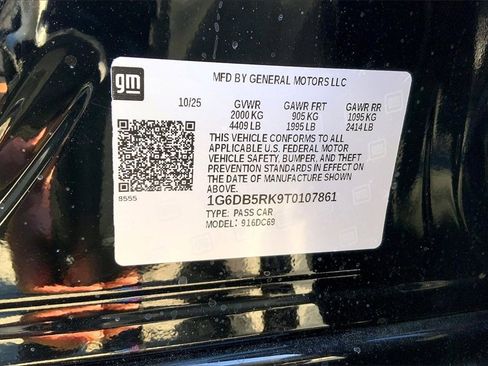 gm
MFD BY GENERAL MOTORS LLC
10/25 GVWR GAWR FRT GAWR RR
2000 KG 905 KG 1095 KG
4409 LB 1995 LB 2414 LB
THIS VEHICLE CONFORMS TO ALL
APPLICABLE U.S. FEDERAL MOTOR
VEHICLE SAFETY, BUMPER, AND THEFT
PREVENTION STANDARDS IN EFFECT ON
THE DATE OF MANUFACTURE SHOWN
ABOVE.
8555
1G6DB5RK9T0107861
TYPE: PASS CAR
MODEL: 916DC69